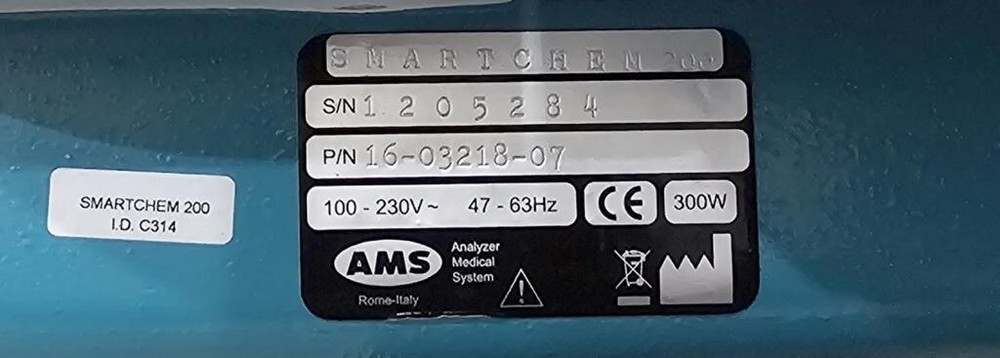 SMARTCHEM 200
S/N 1205284
P/N 16-03218-07
100 - 230V~ 47 - 63Hz CE 300W
AMS Analyzer
Medical
System
Rome-Italy
SMARTCHEM 200
I.D. C314